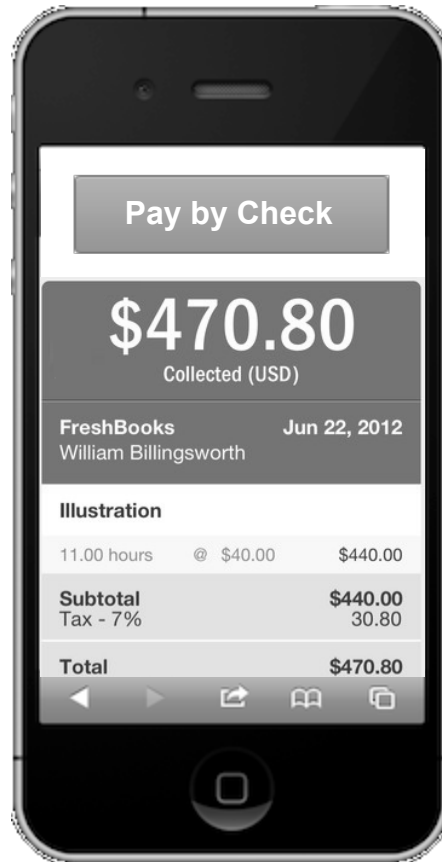 Pay by Check
$470.80
Collected (USD)
FreshBooks Jun 22, 2012
William Billingsworth
Illustration
11.00 hours @ $40.00 $440.00
Subtotal $440.00
Tax - 7% 30.80
Total $470.80